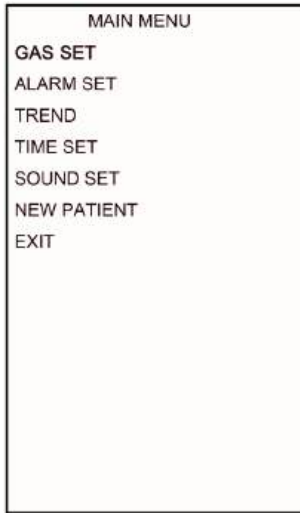 MAIN MENU
GAS SET
ALARM SET
TREND
TIME SET
SOUND SET
NEW PATIENT
EXIT